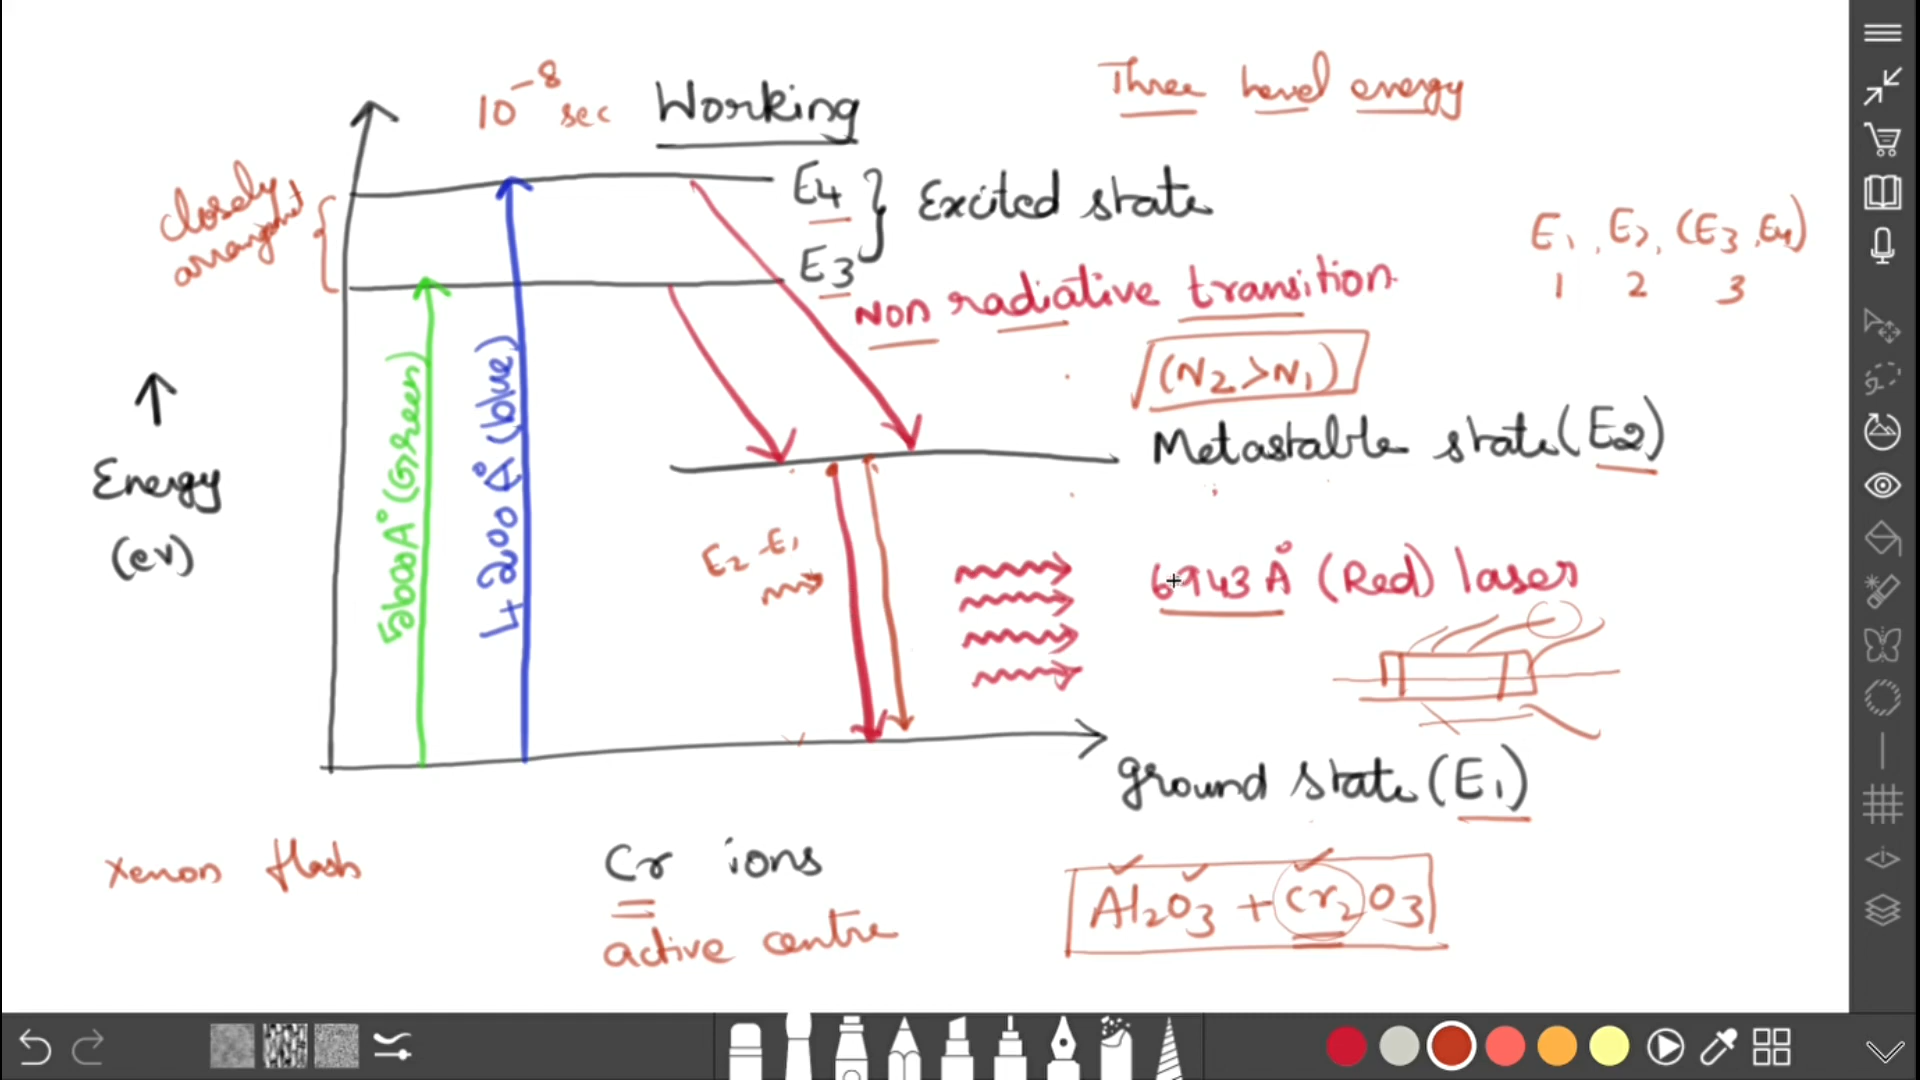 10⁻⁸ sec
Working
Three level energy
closely
arranged
E4
E3
} Excited state
E1, E2, (E3, E4)
1 2 3
Non radiative transition
(N2>N1)
Metastable state (E2)
Energy
(ev)
5600Å (Green)
4200 Å (blue)
E2-E1
6943 Å (Red) laser
ground state (E1)
Xenon flash
Cr ions
active centre
Al2O3 + Cr2O3